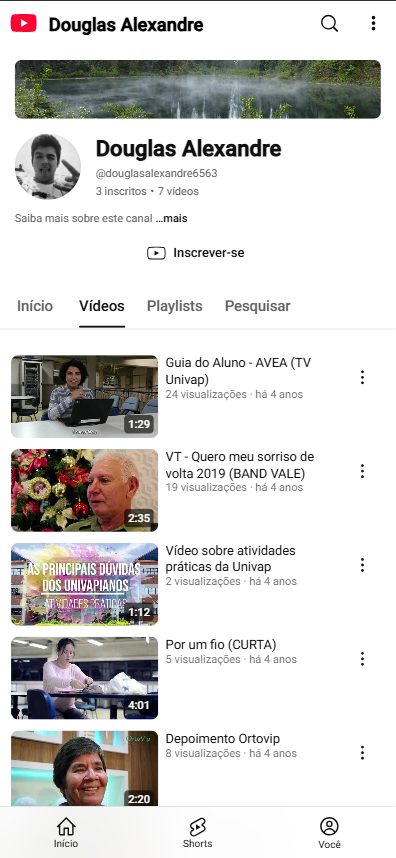 Douglas Alexandre
Douglas Alexandre
@douglasalexandre6563
3 inscritos • 7 vídeos
Saiba mais sobre este canal ...mais
Inscrever-se
Início Vídeos Playlists Pesquisar
Guia do Aluno - AVEA (TV
Univap)
24 visualizações · há 4 anos
1:29
VT - Quero meu sorriso de
volta 2019 (BAND VALE)
19 visualizações · há 4 anos
2:35
Vídeo sobre atividades
práticas da Univap
2 visualizações · há 4 anos
AS PRINCIPAIS DÚVIDAS
DOS UNIVAPIANOS
ATIVIDADES PRÁTICAS
1:12
Por um fio (CURTA)
5 visualizações · há 4 anos
4:01
Depoimento Ortovip
8 visualizações · há 4 anos
2:20
Início Shorts Você